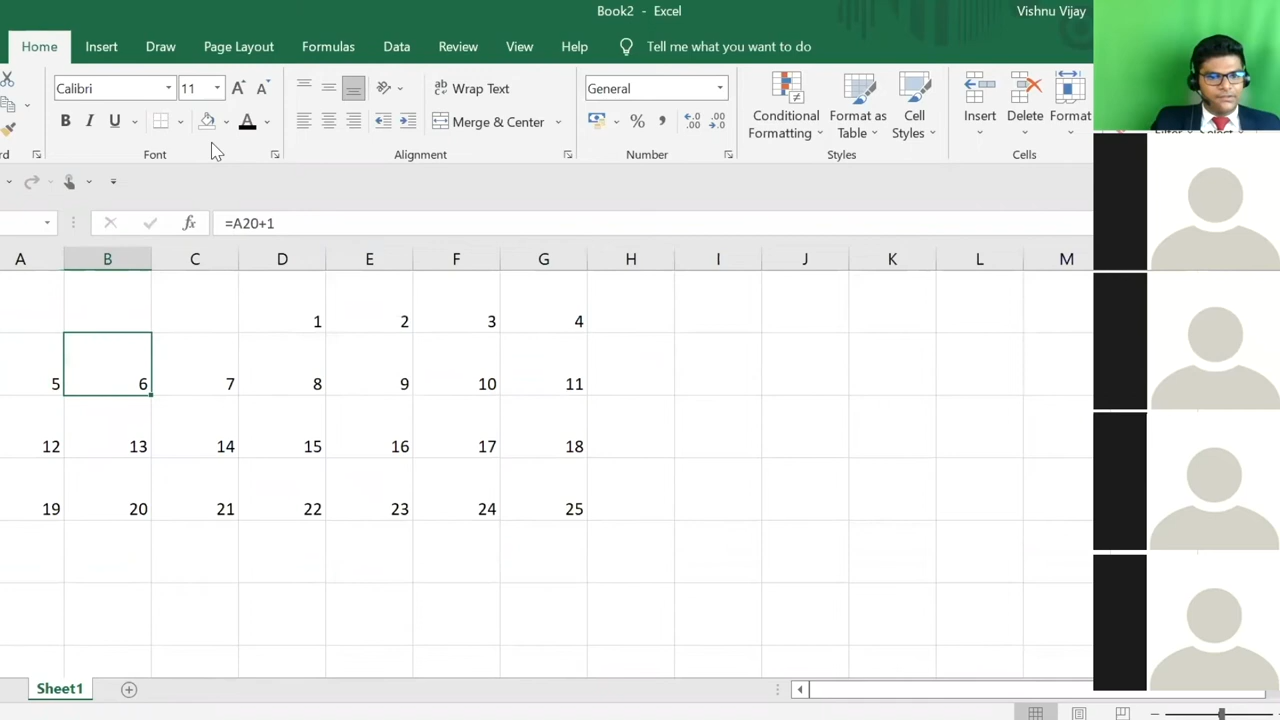 Book2 - Excel
Vishnu Vijay
Home Insert Draw Page Layout Formulas Data Review View Help Tell me what you want to do
Calibri 11 Wrap Text General
B I U Merge & Center % Conditional Formatting Format as Table Cell Styles Insert Delete Format
rd Font Alignment Number Styles Cells
fx =A20+1
A B C D E F G H I J K L M
1 2 3 4
5 6 7 8 9 10 11
12 13 14 15 16 17 18
19 20 21 22 23 24 25
Sheet1